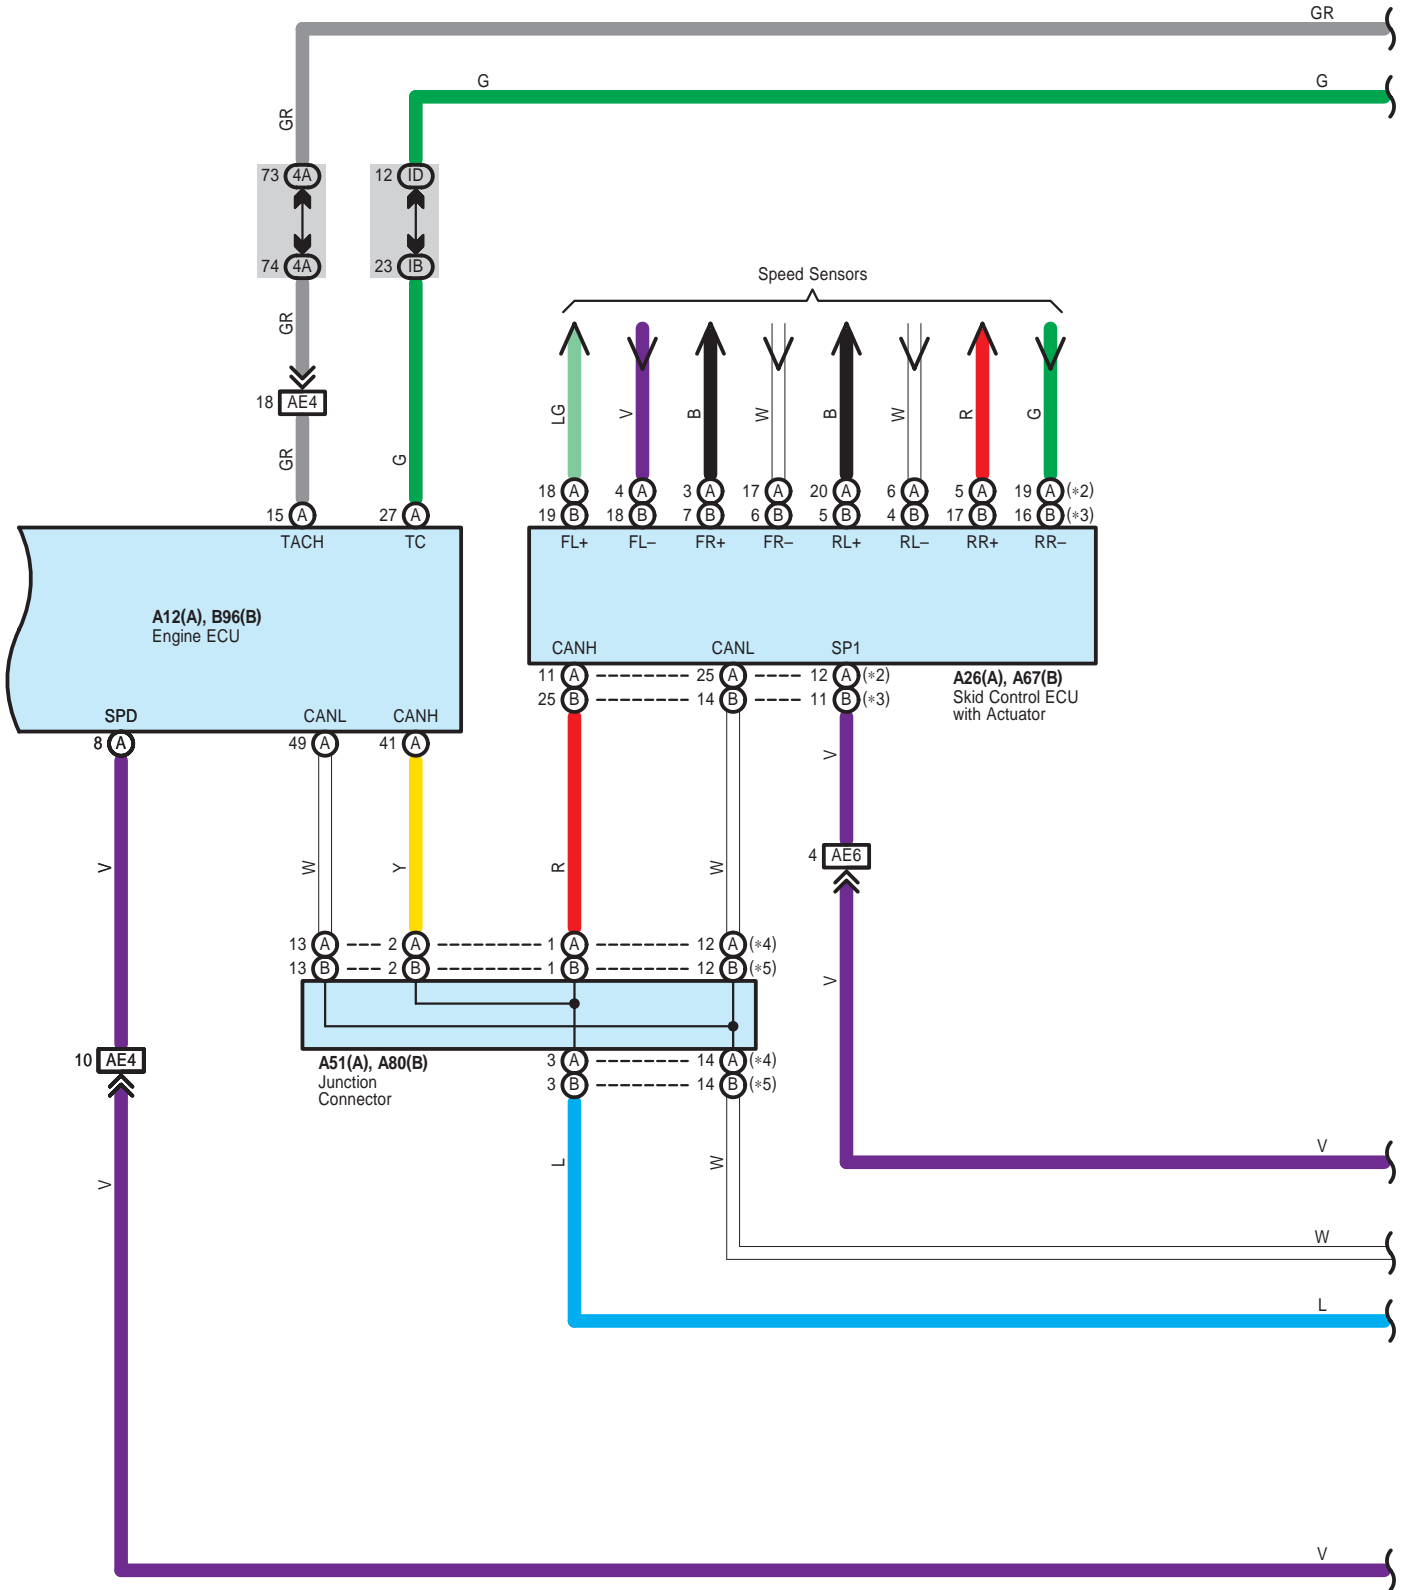 GR
G G
GR
73 4A 12 ID
74 4A 23 IB
Speed Sensors
GR
LG V B W B W R G
18 AE4
GR G
18 A 4 A 3 A 17 A 20 A 6 A 5 A 19 A (*2)
19 B 18 B 7 B 6 B 5 B 4 B 17 B 16 B (*3)
15 A 27 A
TACH TC FL+ FL– FR+ FR– RL+ RL– RR+ RR–
A12(A), B96(B)
Engine ECU
CANH CANL SP1
11 A 25 A 12 A (*2)
25 B 14 B 11 B (*3)
A26(A), A67(B)
Skid Control ECU
with Actuator
SPD CANL CANH
8 A 49 A 41 A
V
4 AE6
V W Y R W
13 A 2 A 1 A 12 A (*4)
13 B 2 B 1 B 12 B (*5)
V
10 AE4
A51(A), A80(B)
Junction
Connector
3 A 14 A (*4)
3 B 14 B (*5)
V
V L W
W
L
V